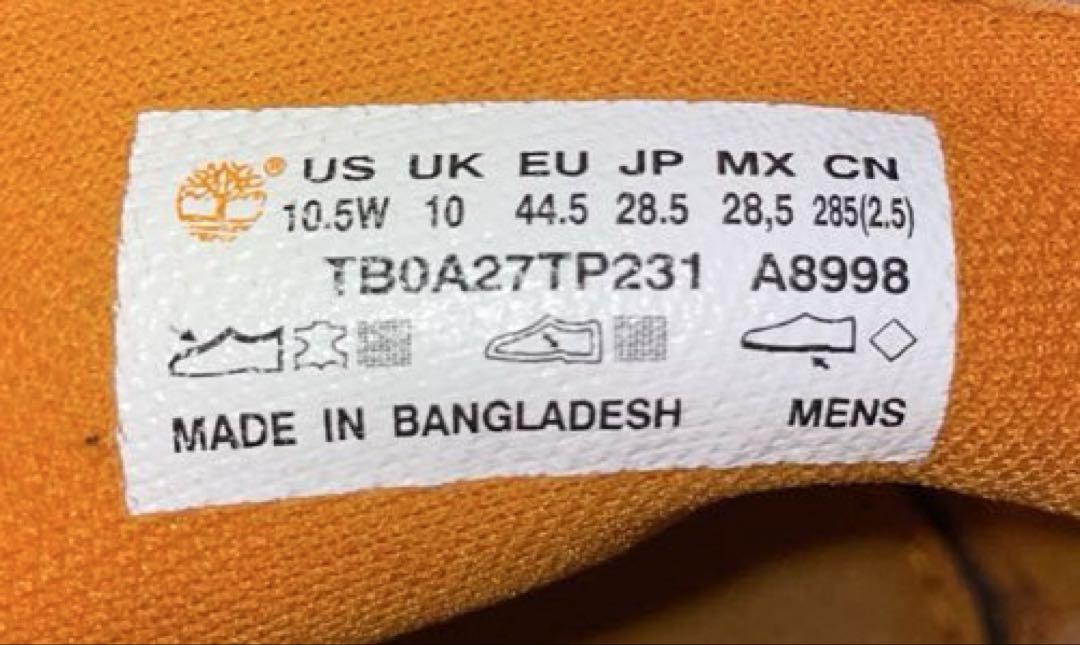 ® US UK EU JP MX CN
10.5W 10 44.5 28.5 28,5 285(2.5)
TB0A27TP231 A8998
MADE IN BANGLADESH MENS